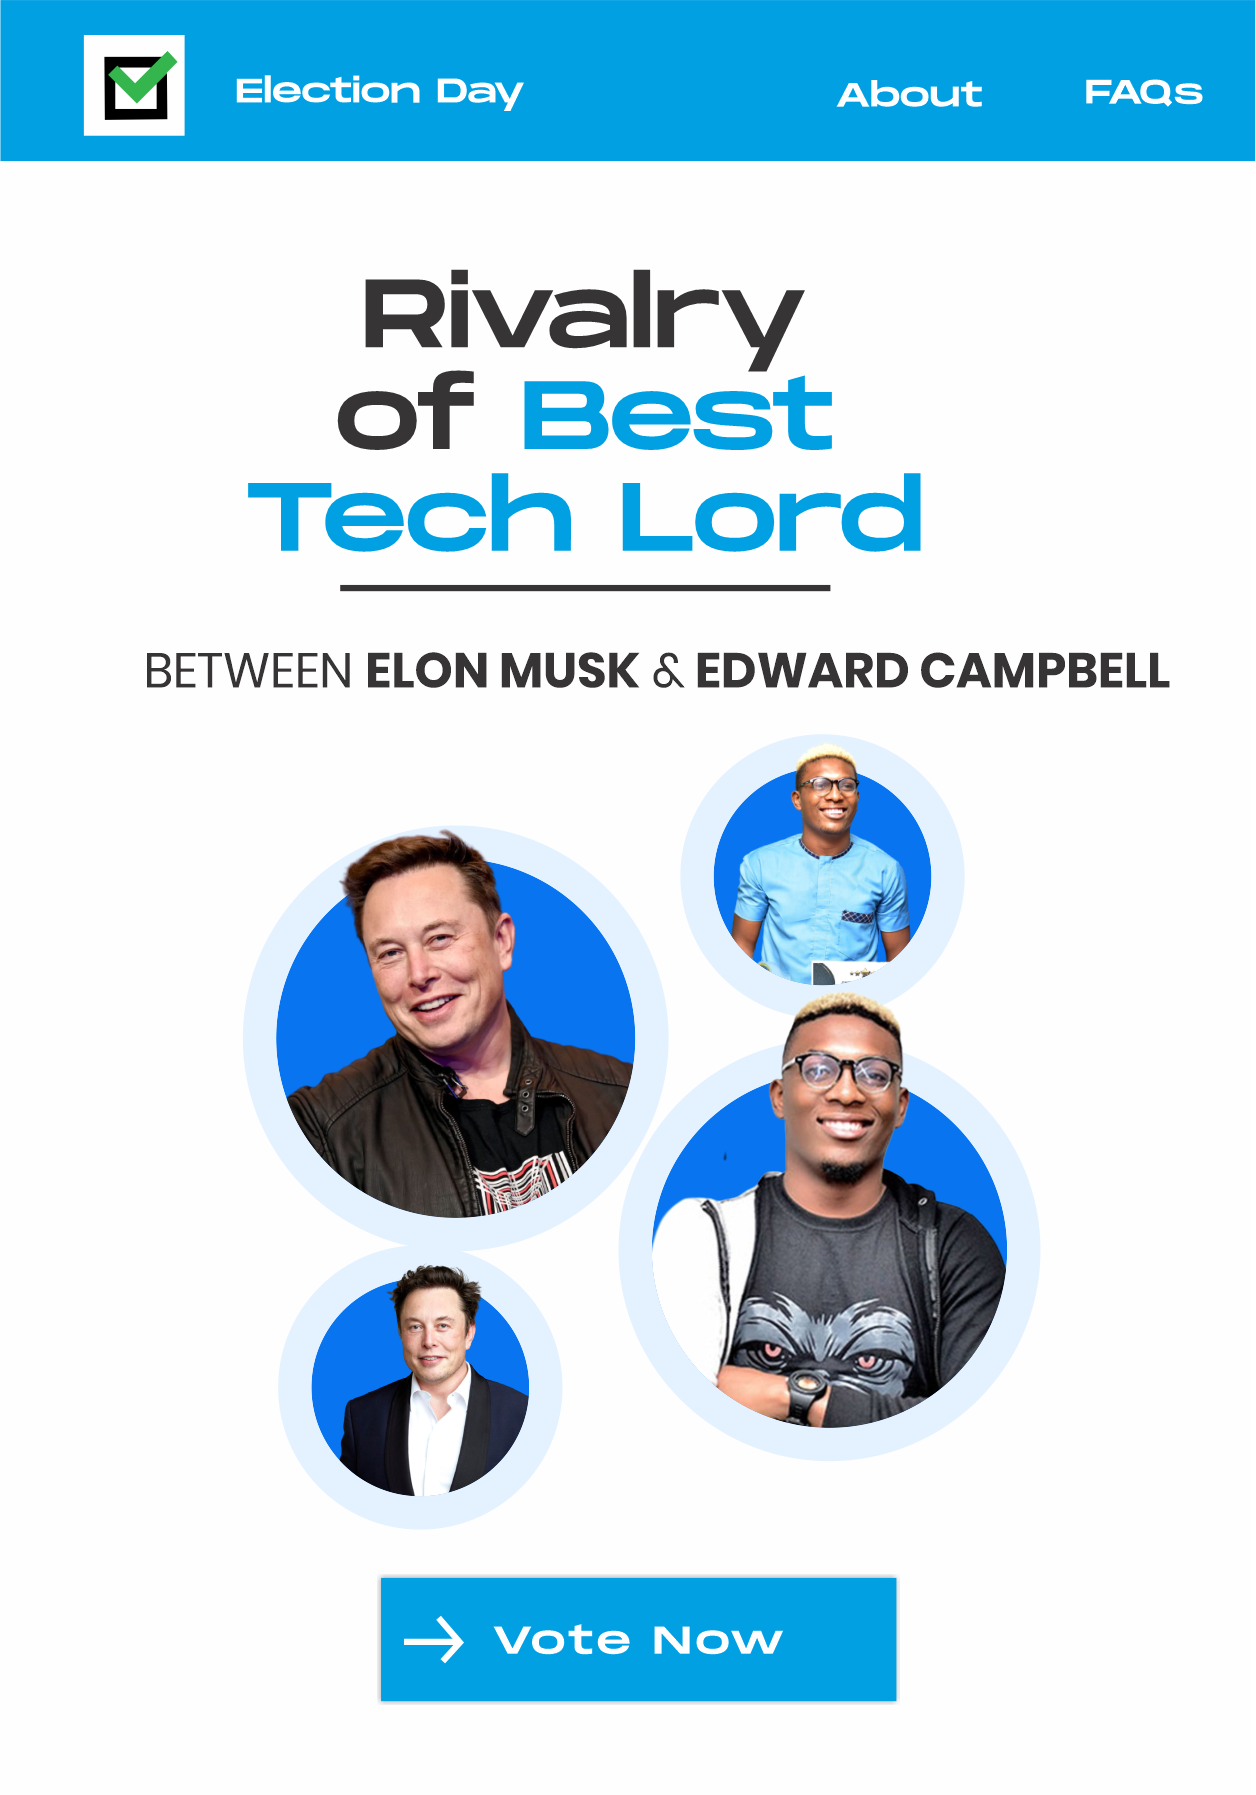 Election Day
About
FAQs
Rivalry
of Best
Tech Lord
BETWEEN ELON MUSK & EDWARD CAMPBELL
Vote Now